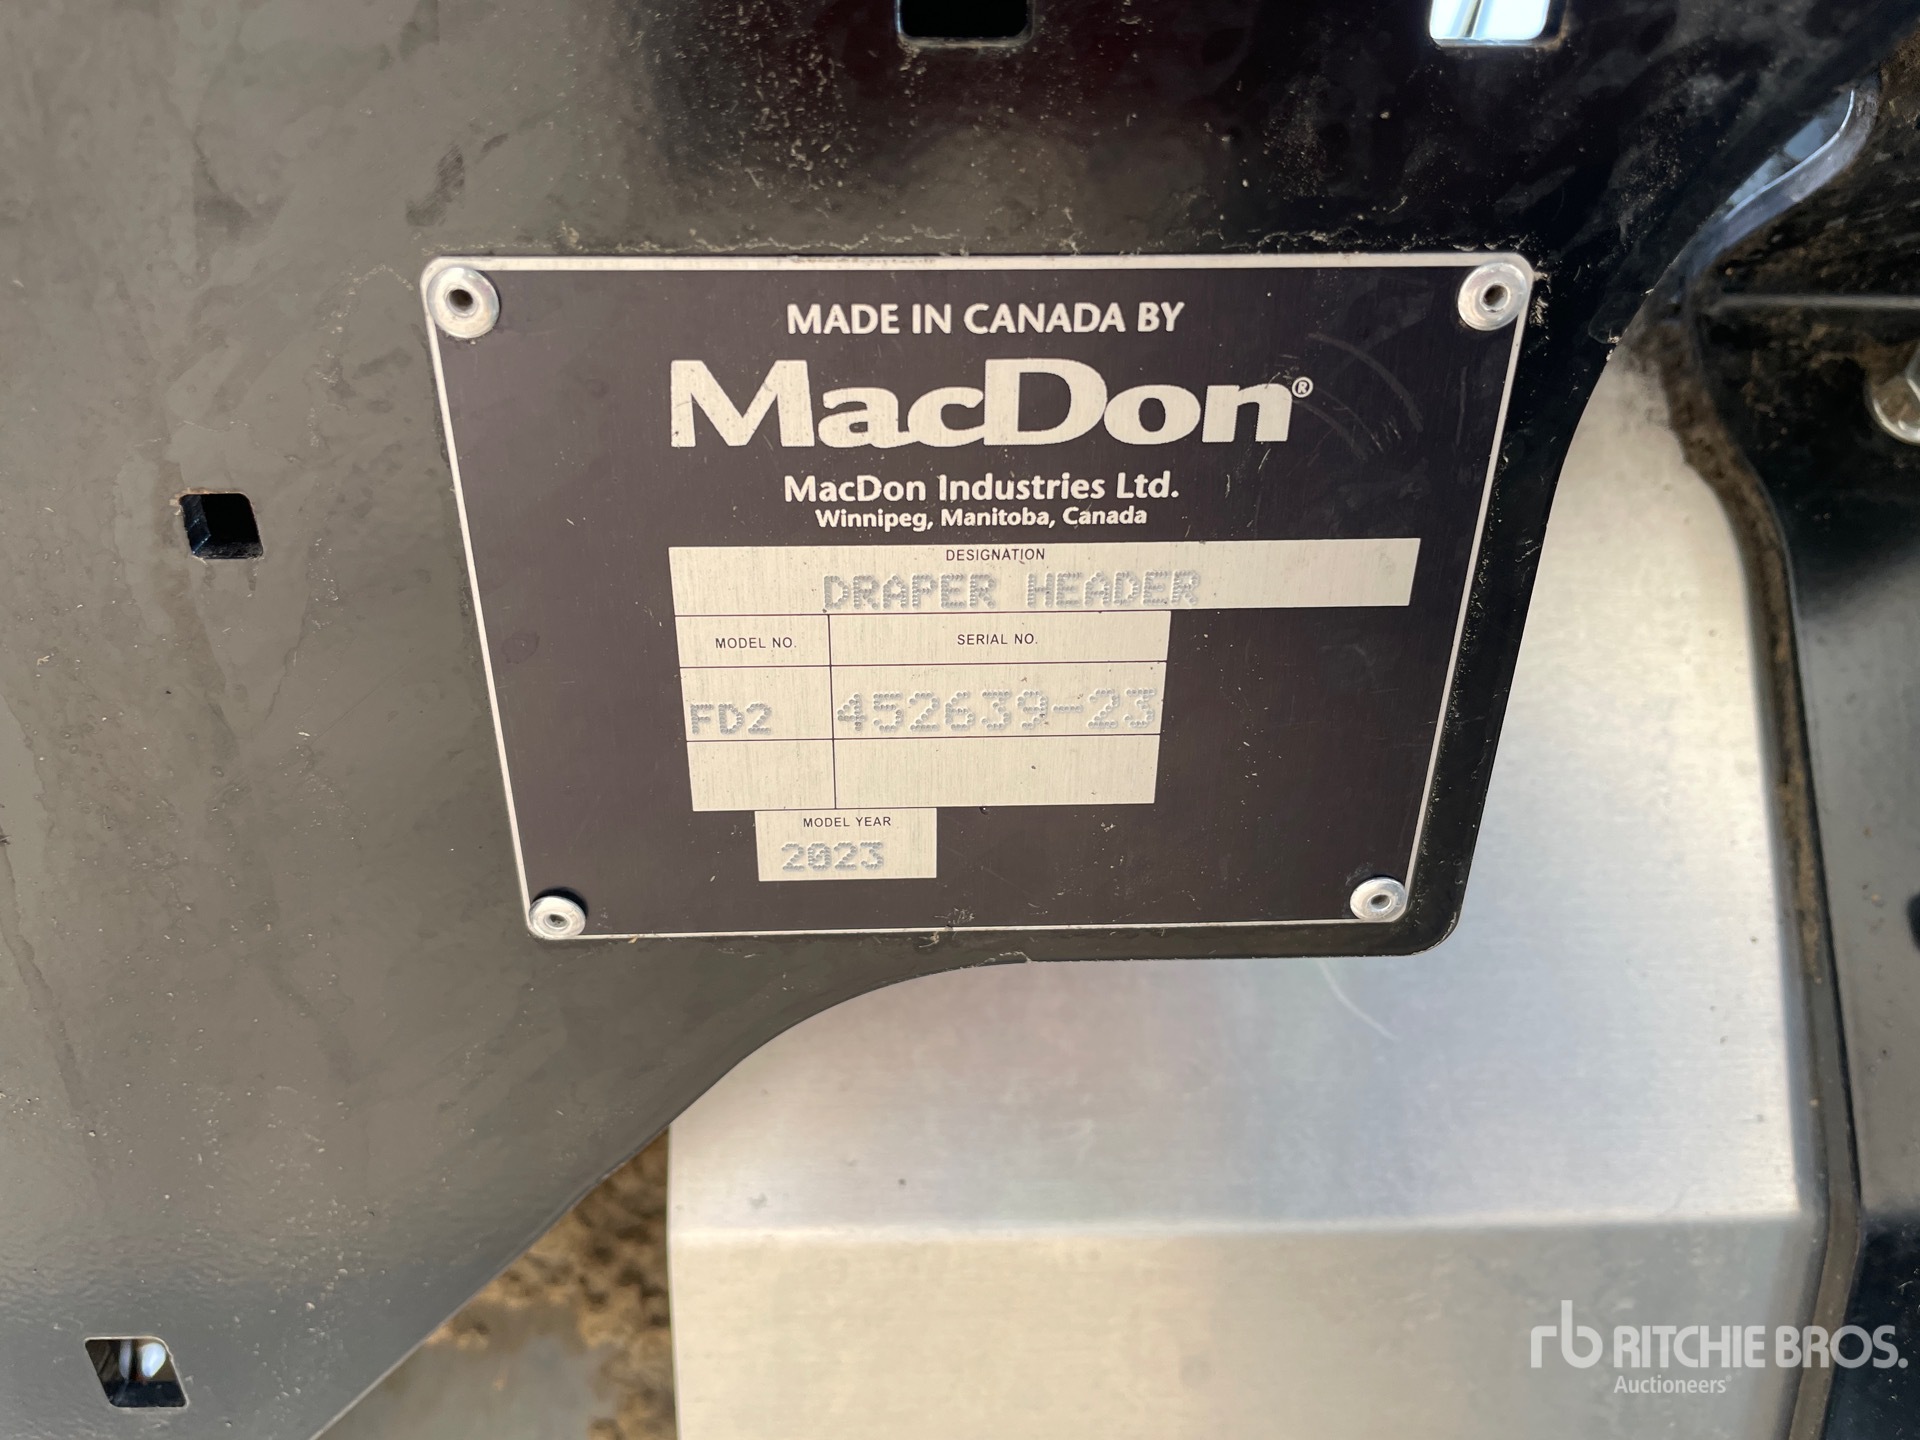 MADE IN CANADA BY
MacDon®
MacDon Industries Ltd.
Winnipeg, Manitoba, Canada
DESIGNATION
DRAPER HEADER
MODEL NO. SERIAL NO.
FD2 452639-23
MODEL YEAR
2023
rb RITCHIE BROS.
Auctioneers